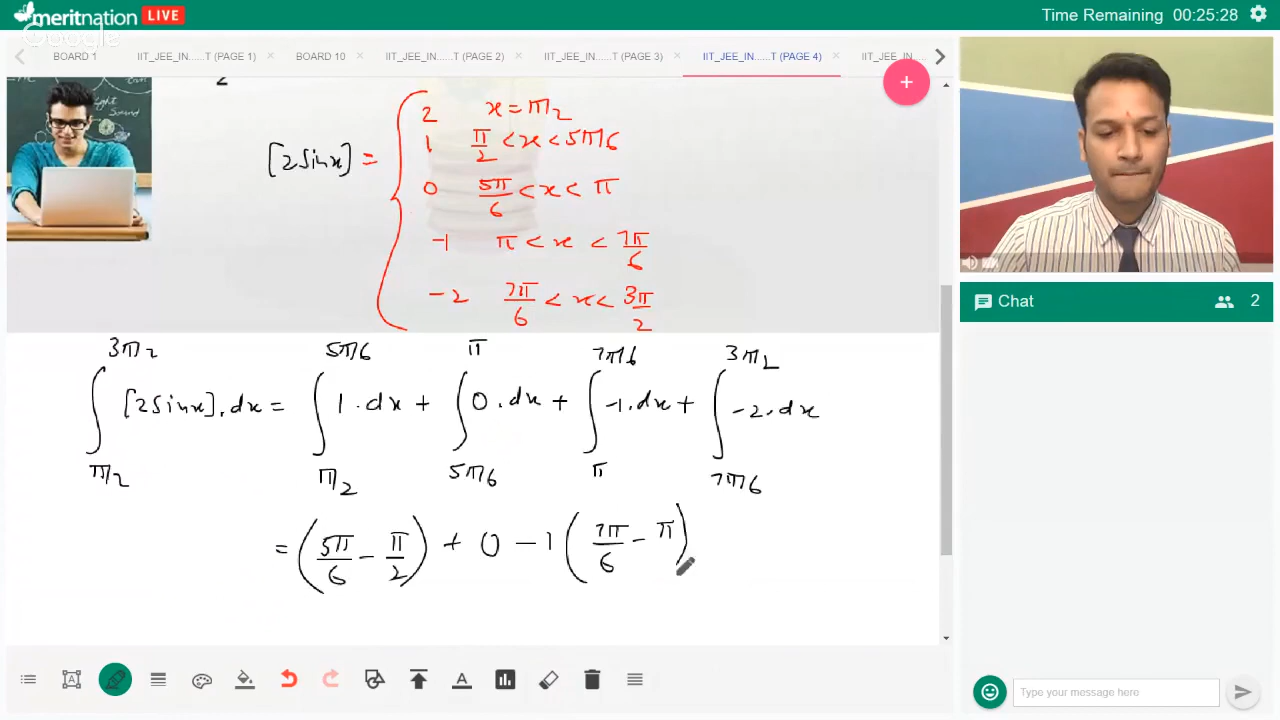 meritnation LIVE
Google
Time Remaining 00:25:28
BOARD 1 IIT_JEE_IN......T (PAGE 1) × BOARD 10 × IIT_JEE_IN......T (PAGE 2) × IIT_JEE_IN......T (PAGE 3) × IIT_JEE_IN......T (PAGE 4) × IIT_JEE_IN......
+
2
[2sinx] =
2 x = π/2
1 π/2 < x < 5π/6
0 5π/6 < x < π
-1 π < x < 7π/6
-2 7π/6 < x < 3π/2
∫_{π/2}^{3π/2} [2sinx].dx = ∫_{π/2}^{5π/6} 1.dx + ∫_{5π/6}^{π} 0.dx + ∫_{π}^{7π/6} -1.dx + ∫_{7π/6}^{3π/2} -2.dx
= (5π/6 - π/2) + 0 - 1(7π/6 - π)
Chat 2
Type your message here